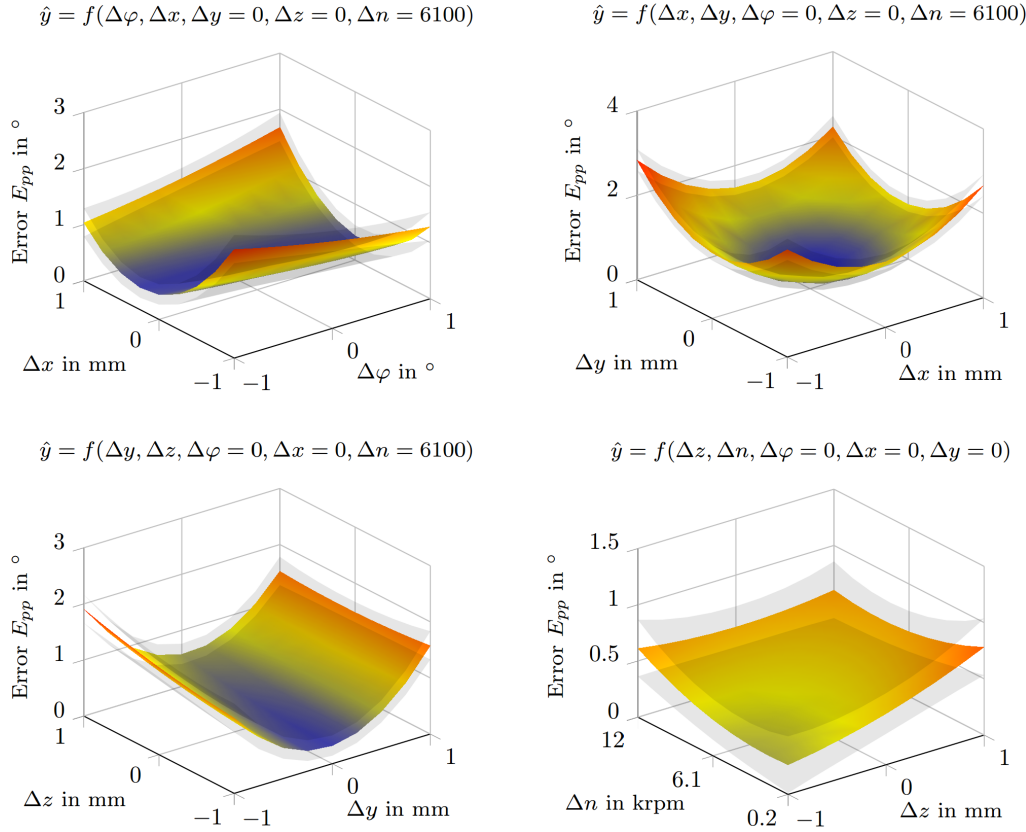 ŷ = f(Δφ, Δx, Δy = 0, Δz = 0, Δn = 6100)
Error E_pp in °
3
2
1
0
1
0
−1
Δx in mm
−1
0
1
Δφ in °
ŷ = f(Δx, Δy, Δφ = 0, Δz = 0, Δn = 6100)
Error E_pp in °
4
2
0
1
0
−1
Δy in mm
−1
0
1
Δx in mm
ŷ = f(Δy, Δz, Δφ = 0, Δx = 0, Δn = 6100)
Error E_pp in °
3
2
1
0
1
0
−1
Δz in mm
−1
0
1
Δy in mm
ŷ = f(Δz, Δn, Δφ = 0, Δx = 0, Δy = 0)
Error E_pp in °
1.5
1
0.5
0
12
6.1
0.2
Δn in krpm
−1
0
1
Δz in mm